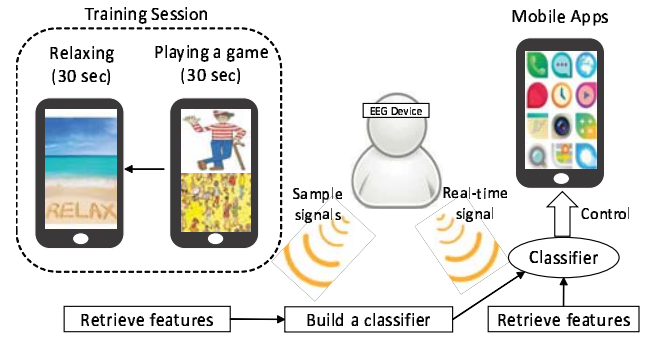 Training Session
Relaxing
(30 sec)
Playing a game
(30 sec)
RELAX
EEG Device
Mobile Apps
Sample
signals
Real-time
signal
Control
Classifier
Retrieve features
Build a classifier
Retrieve features